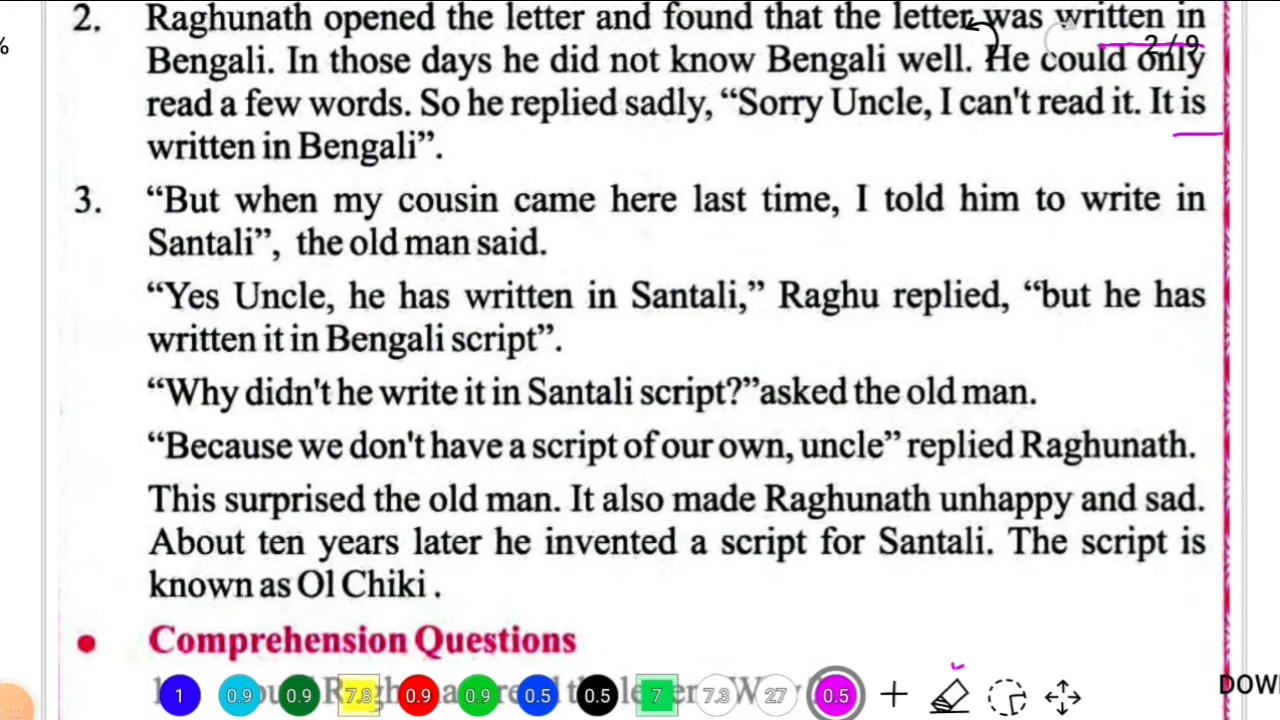 2. Raghunath opened the letter and found that the letter was written in
2/9
%
Bengali. In those days he did not know Bengali well. He could only
read a few words. So he replied sadly, “Sorry Uncle, I can't read it. It is
written in Bengali”.
3. “But when my cousin came here last time, I told him to write in
Santali”, the old man said.
“Yes Uncle, he has written in Santali,” Raghu replied, “but he has
written it in Bengali script”.
“Why didn't he write it in Santali script?”asked the old man.
“Because we don't have a script of our own, uncle” replied Raghunath.
This surprised the old man. It also made Raghunath unhappy and sad.
About ten years later he invented a script for Santali. The script is
known as Ol Chiki .
• Comprehension Questions
1 0.9 0.9 7.8 0.9 0.9 0.5 0.5 7 7.3 27 0.5
DOW